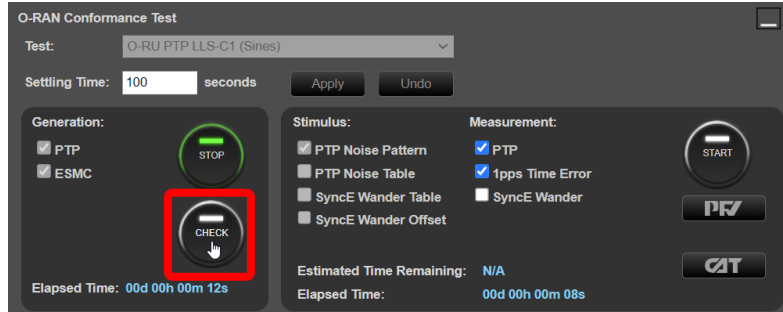 O-RAN Conformance Test
Test: O-RU PTP LLS-C1 (Sines)
Settling Time: 100 seconds Apply Undo
Generation:
PTP
ESMC
STOP
CHECK
Elapsed Time: 00d 00h 00m 12s
Stimulus:
PTP Noise Pattern
PTP Noise Table
SyncE Wander Table
SyncE Wander Offset
Measurement:
PTP
1pps Time Error
SyncE Wander
START
PFV
CAT
Estimated Time Remaining: N/A
Elapsed Time: 00d 00h 00m 08s